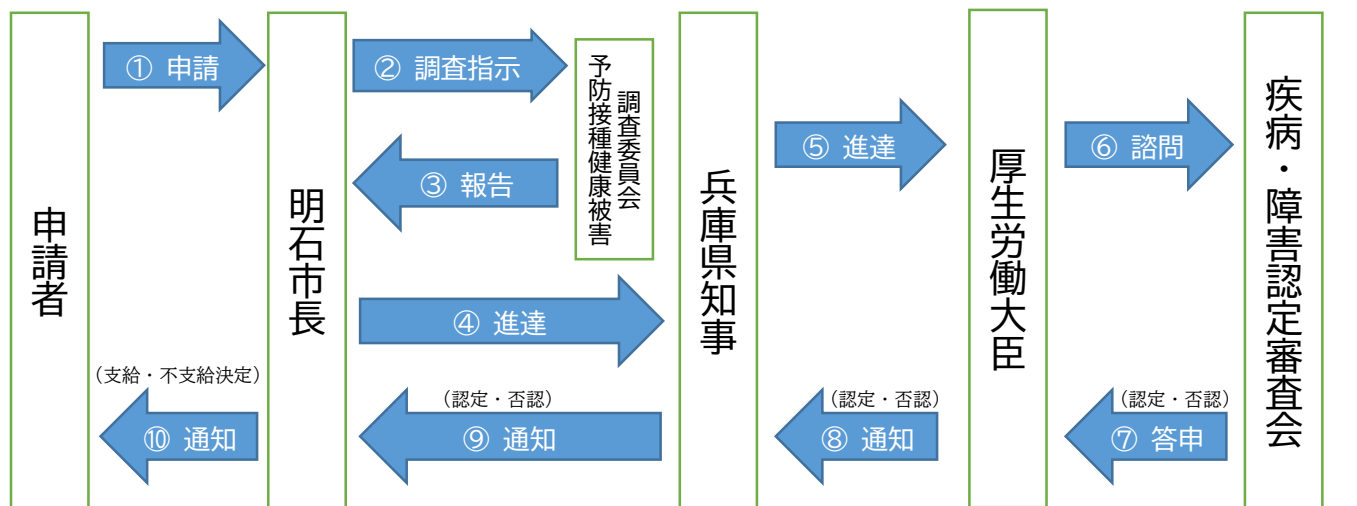 申請者
① 申請
明石市長
② 調査指示
③ 報告
予防接種健康被害
調査委員会
④ 進達
兵庫県知事
⑤ 進達
厚生労働大臣
⑥ 諮問
疾病・障害認定審査会
(認定・否認)
⑦ 答申
(認定・否認)
⑧ 通知
(認定・否認)
⑨ 通知
(支給・不支給決定)
⑩ 通知